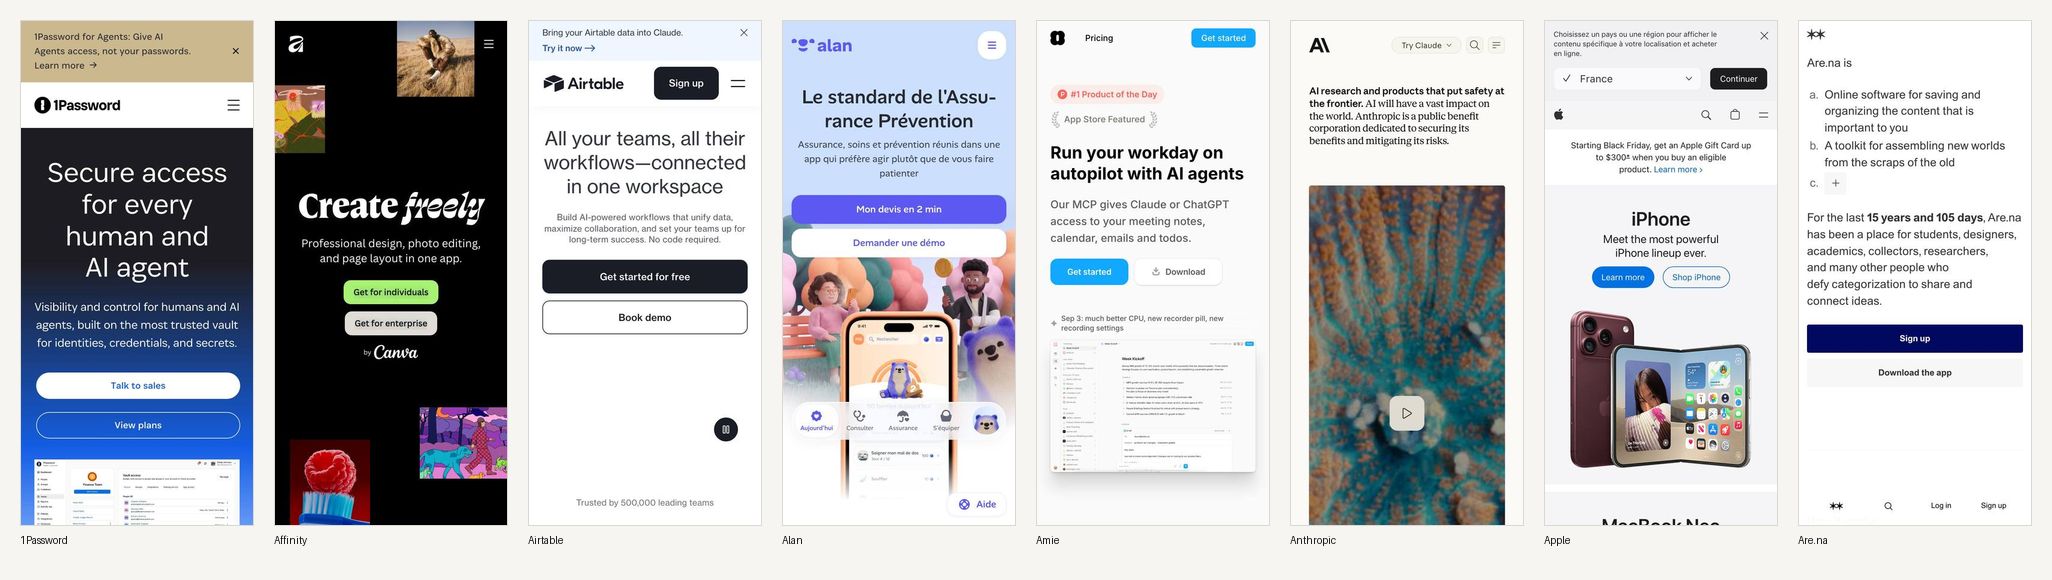 1Password for Agents: Give AI
Agents access, not your passwords.
Learn more →
1Password
Secure access
for every
human and
AI agent
Visibility and control for humans and AI
agents, built on the most trusted vault
for identities, credentials, and secrets.
Talk to sales
View plans
1Password
Create freely
Professional design, photo editing,
and page layout in one app.
Get for individuals
Get for enterprise
by Canva
Affinity
Bring your Airtable data into Claude.
Try it now →
Airtable
Sign up
All your teams, all their
workflows—connected
in one workspace
Build AI-powered workflows that unify data,
maximize collaboration, and set your teams up for
long-term success. No code required.
Get started for free
Book demo
Trusted by 500,000 leading teams
Airtable
alan
Le standard de l'Assu-
rance Prévention
Assurance, soins et prévention réunis dans une
app qui préfère agir plutôt que de vous faire
patienter
Mon devis en 2 min
Demander une démo
9:41
Rechercher
Aujourd'hui
Consulter
Assurance
S'équiper
Soigner mon mal de dos
Souffler
Aide
Alan
Pricing
Get started
#1 Product of the Day
App Store Featured
Run your workday on
autopilot with AI agents
Our MCP gives Claude or ChatGPT
access to your meeting notes,
calendar, emails and todos.
Get started
Download
Sep 3: much better CPU, new recorder pill, new
recording settings
Week Kickoff
Amie
Try Claude
AI research and products that put safety at
the frontier. AI will have a vast impact on
the world. Anthropic is a public benefit
corporation dedicated to securing its
benefits and mitigating its risks.
Anthropic
Choisissez un pays ou une région pour afficher le
contenu spécifique à votre localisation et acheter
en ligne.
France
Continuer
Starting Black Friday, get an Apple Gift Card up
to $300± when you buy an eligible
product. Learn more >
iPhone
Meet the most powerful
iPhone lineup ever.
Learn more
Shop iPhone
MacBook Neo
Apple
Are.na is
a. Online software for saving and
organizing the content that is
important to you
b. A toolkit for assembling new worlds
from the scraps of the old
c. +
For the last 15 years and 105 days, Are.na
has been a place for students, designers,
academics, collectors, researchers,
and many other people who
defy categorization to share and
connect ideas.
Sign up
Download the app
Log in
Sign up
Are.na